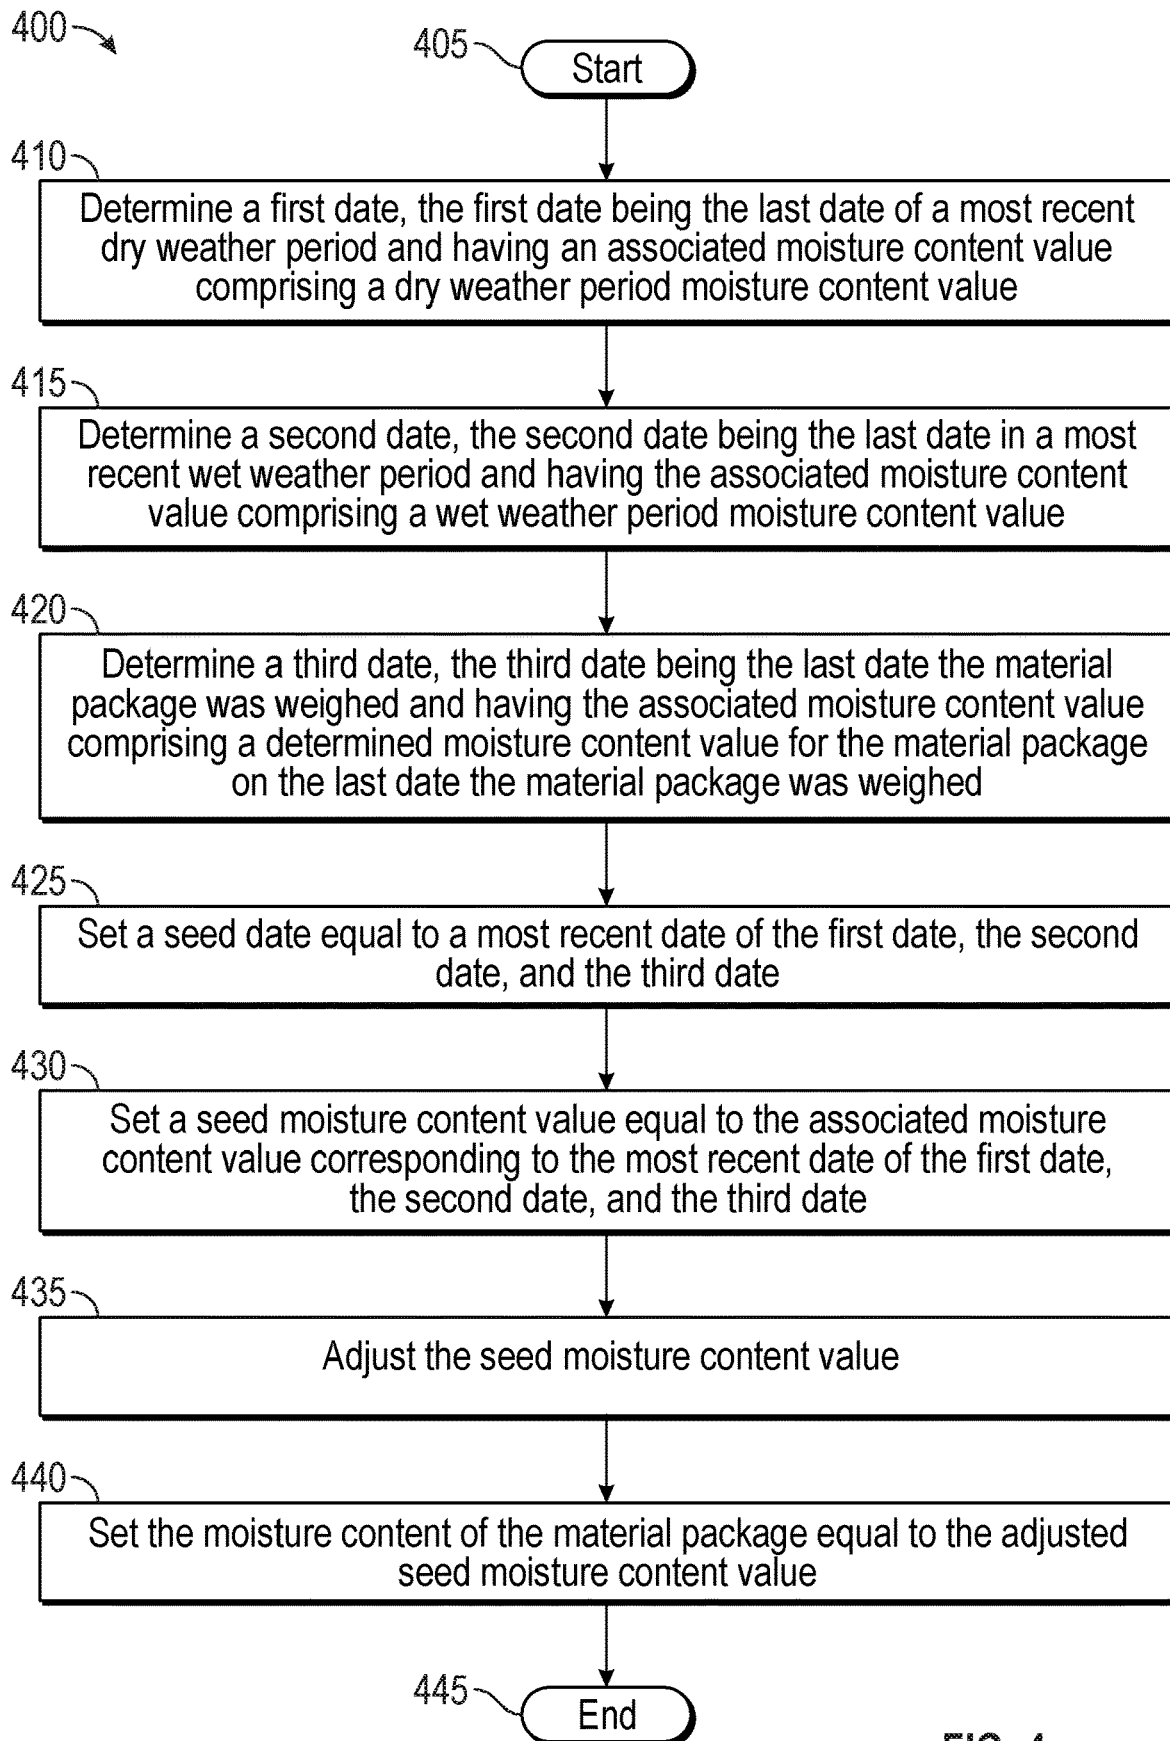 400
405
Start
410
Determine a first date, the first date being the last date of a most recent
dry weather period and having an associated moisture content value
comprising a dry weather period moisture content value
415
Determine a second date, the second date being the last date in a most
recent wet weather period and having the associated moisture content
value comprising a wet weather period moisture content value
420
Determine a third date, the third date being the last date the material
package was weighed and having the associated moisture content value
comprising a determined moisture content value for the material package
on the last date the material package was weighed
425
Set a seed date equal to a most recent date of the first date, the second
date, and the third date
430
Set a seed moisture content value equal to the associated moisture
content value corresponding to the most recent date of the first date,
the second date, and the third date
435
Adjust the seed moisture content value
440
Set the moisture content of the material package equal to the adjusted
seed moisture content value
445
End